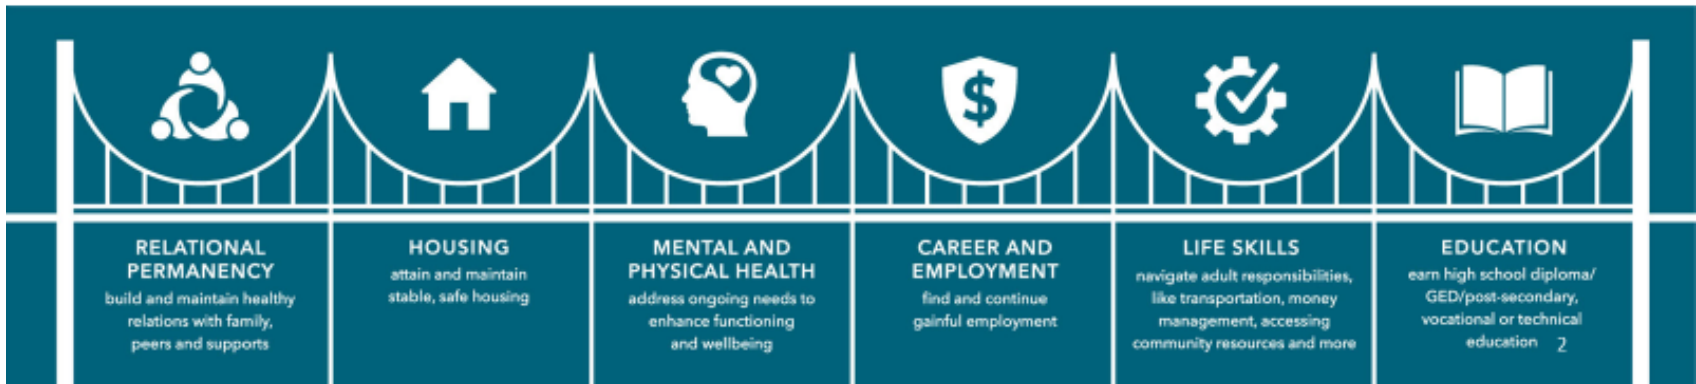 RELATIONAL
PERMANENCY
build and maintain healthy
relations with family,
peers and supports
HOUSING
attain and maintain
stable, safe housing
MENTAL AND
PHYSICAL HEALTH
address ongoing needs to
enhance functioning
and wellbeing
$
CAREER AND
EMPLOYMENT
find and continue
gainful employment
LIFE SKILLS
navigate adult responsibilities,
like transportation, money
management, accessing
community resources and more
EDUCATION
earn high school diploma/
GED/post-secondary,
vocational or technical
education 2